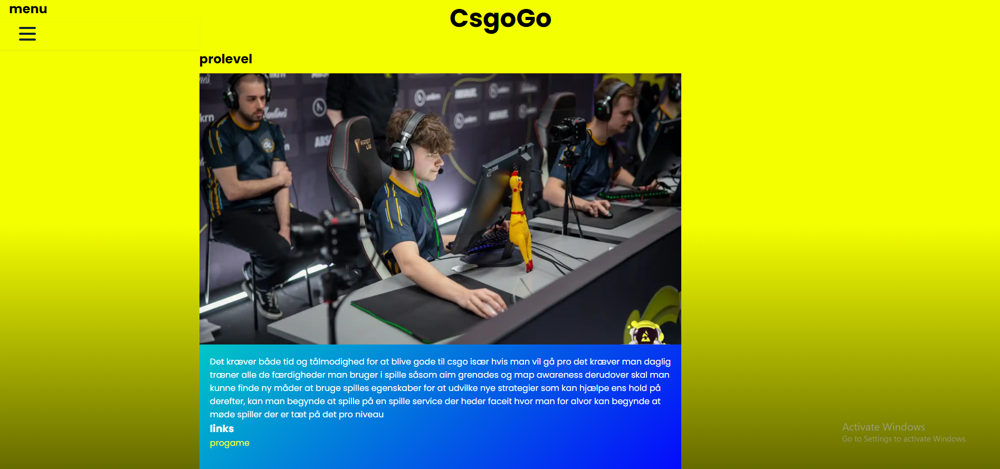 menu
CsgoGo
prolevel
krn
ABSO
Det kræver både tid og tålmodighed for at blive gode til csgo især hvis man vil gå pro det kræver man daglig
træner alle de færdigheder man bruger i spille såsom aim grenades og map awareness derudover skal man
kunne finde ny måder at bruge spilles egenskaber for at udvikle nye strategier som kan hjælpe ens hold på
derefter, kan man begynde at spille på en spille service der heder faceit hvor man for alvor kan begynde at
møde spiller der er tæt på det pro niveau
links
progame
Activate Windows
Go to Settings to activate Windows.